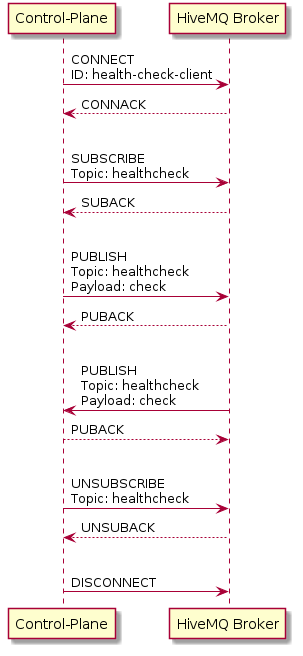 Control-Plane
HiveMQ Broker
CONNECT
ID: health-check-client
CONNACK
SUBSCRIBE
Topic: healthcheck
SUBACK
PUBLISH
Topic: healthcheck
Payload: check
PUBACK
PUBLISH
Topic: healthcheck
Payload: check
PUBACK
UNSUBSCRIBE
Topic: healthcheck
UNSUBACK
DISCONNECT
Control-Plane
HiveMQ Broker